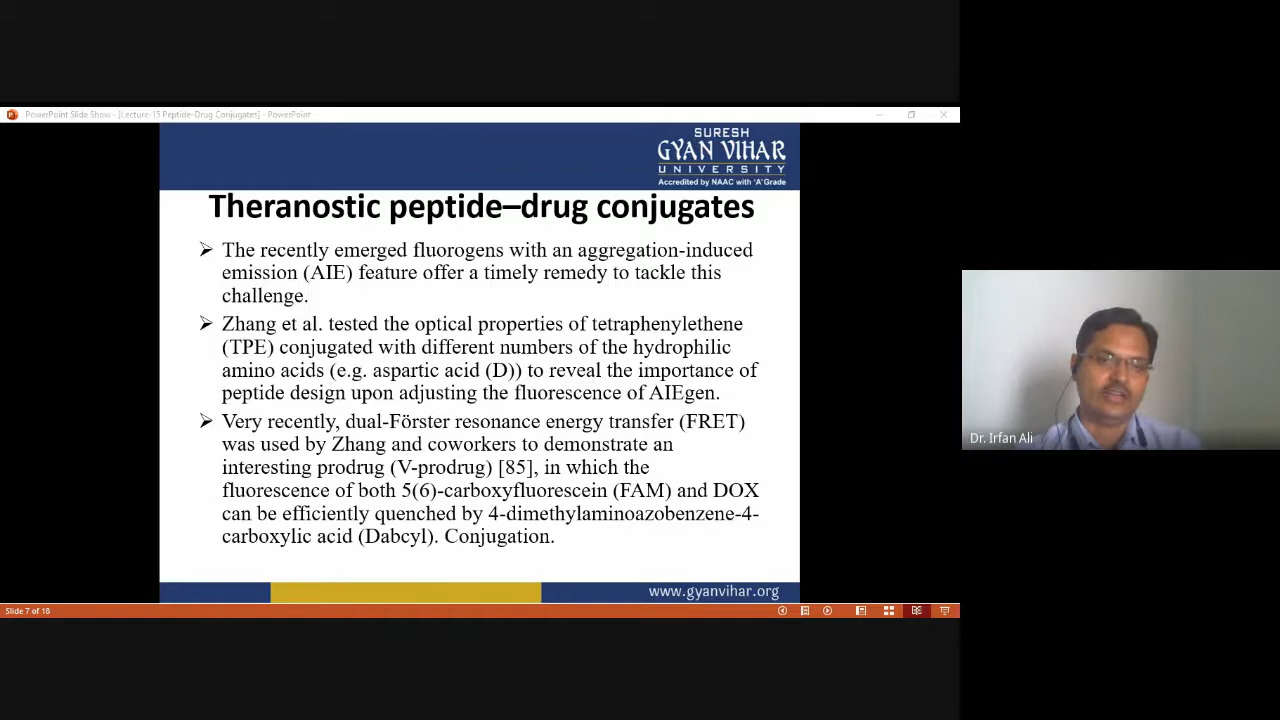 PowerPoint Slide Show - [Lecture-15 Peptide-Drug Conjugates] - PowerPoint
SURESH
GYAN VIHAR
UNIVERSITY
Accredited by NAAC with 'A' Grade
Theranostic peptide–drug conjugates
➢ The recently emerged fluorogens with an aggregation-induced
emission (AIE) feature offer a timely remedy to tackle this
challenge.
➢ Zhang et al. tested the optical properties of tetraphenylethene
(TPE) conjugated with different numbers of the hydrophilic
amino acids (e.g. aspartic acid (D)) to reveal the importance of
peptide design upon adjusting the fluorescence of AIEgen.
➢ Very recently, dual-Förster resonance energy transfer (FRET)
was used by Zhang and coworkers to demonstrate an
interesting prodrug (V-prodrug) [85], in which the
fluorescence of both 5(6)-carboxyfluorescein (FAM) and DOX
can be efficiently quenched by 4-dimethylaminoazobenzene-4-
carboxylic acid (Dabcyl). Conjugation.
www.gyanvihar.org
Slide 7 of 18
Dr. Irfan Ali